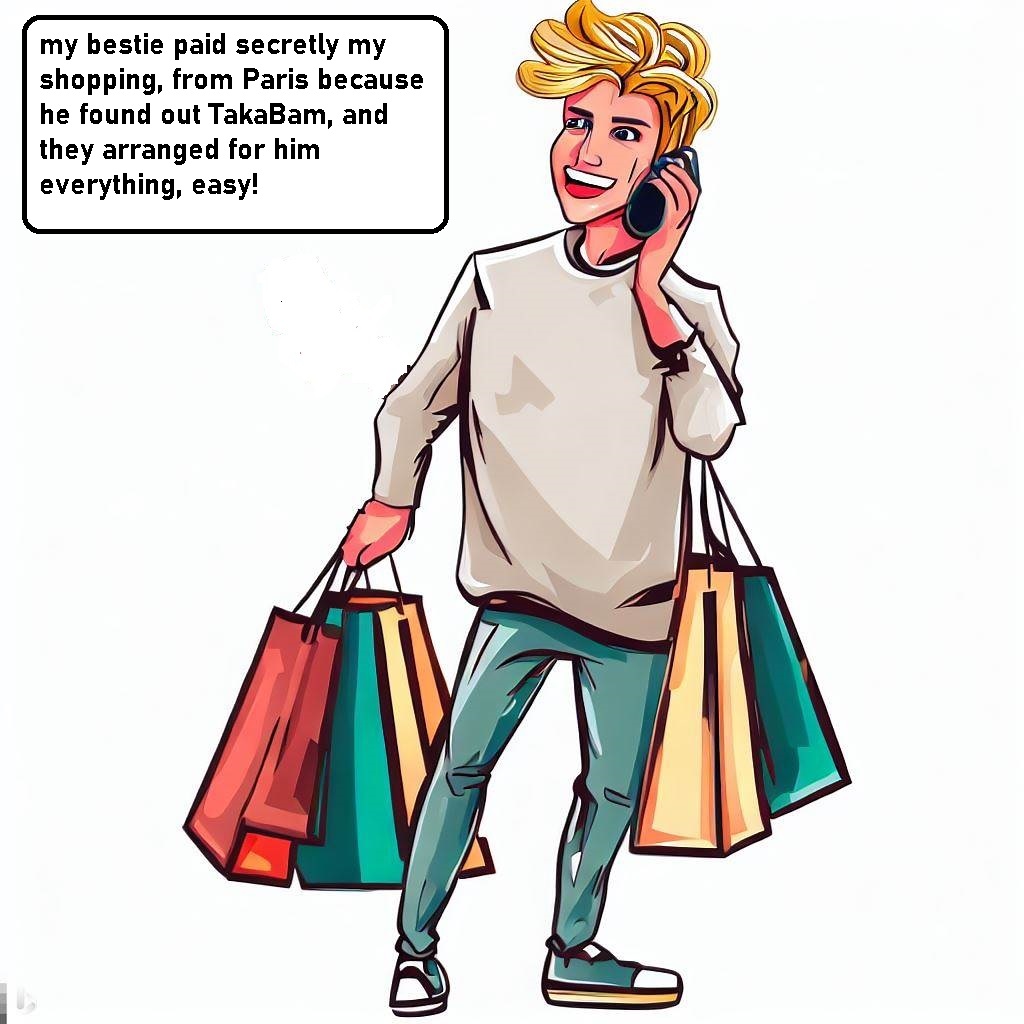 my bestie paid secretly my
shopping, from Paris because
he found out TakaBam, and
they arranged for him
everything, easy!